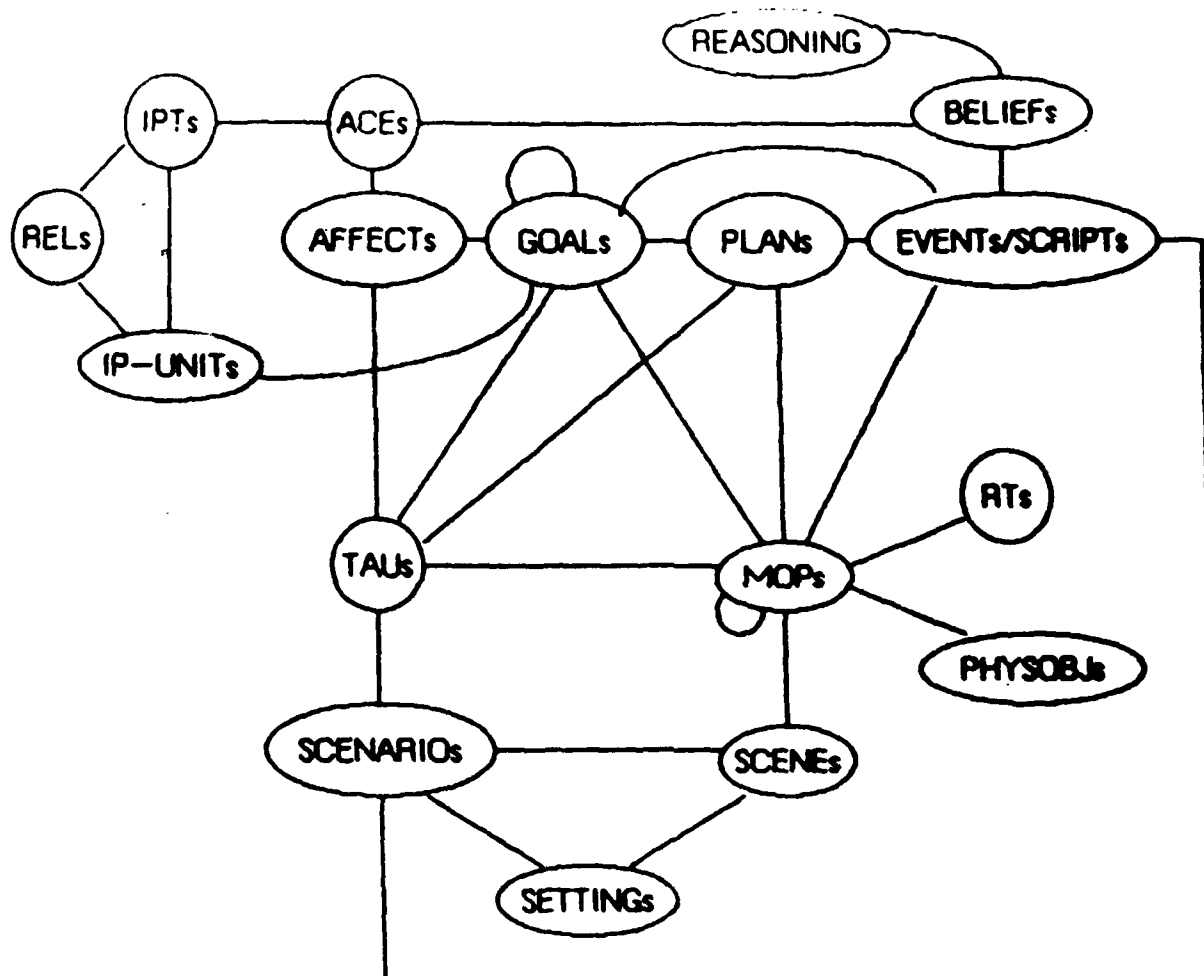 REASONING
BELIEFs
IPTs
ACEs
RELs
AFFECTs
GOALs
PLANs
EVENTs/SCRIPTs
IP-UNITs
RTs
TAUs
MOPs
PHYSOBJs
SCENARIOs
SCENEs
SETTINGs